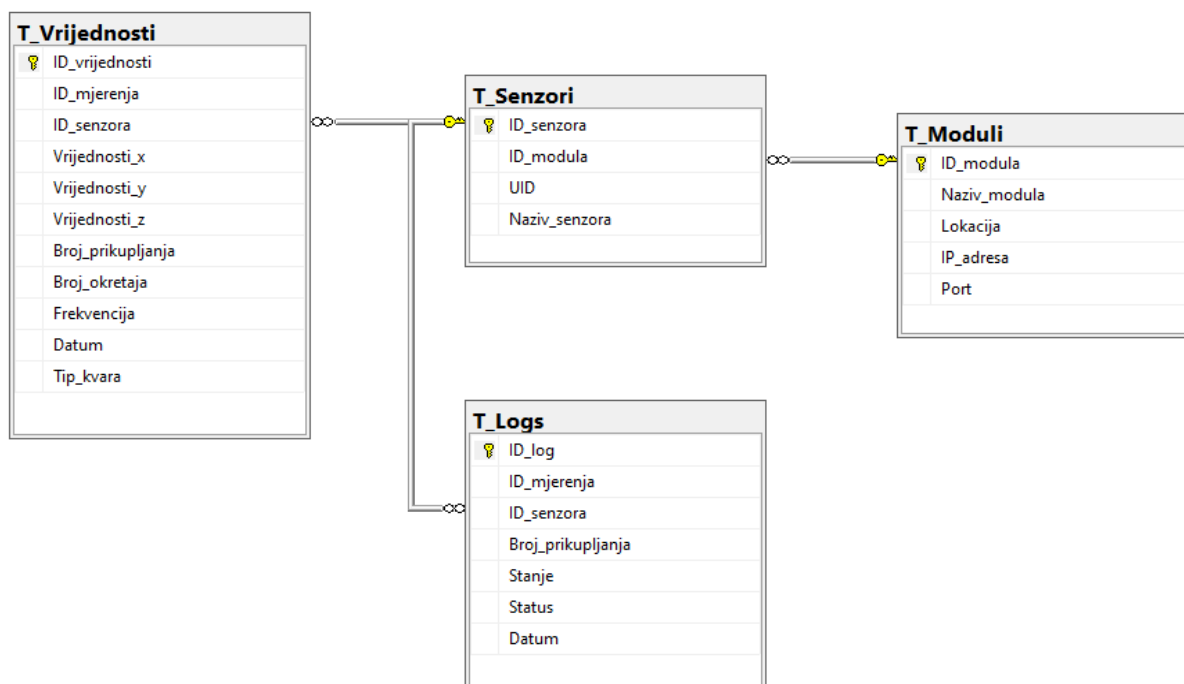 T_Vrijednosti
ID_vrijednosti
ID_mjerenja
ID_senzora
Vrijednosti_x
Vrijednosti_y
Vrijednosti_z
Broj_prikupljanja
Broj_okretaja
Frekvencija
Datum
Tip_kvara
T_Senzori
ID_senzora
ID_modula
UID
Naziv_senzora
T_Moduli
ID_modula
Naziv_modula
Lokacija
IP_adresa
Port
T_Logs
ID_log
ID_mjerenja
ID_senzora
Broj_prikupljanja
Stanje
Status
Datum